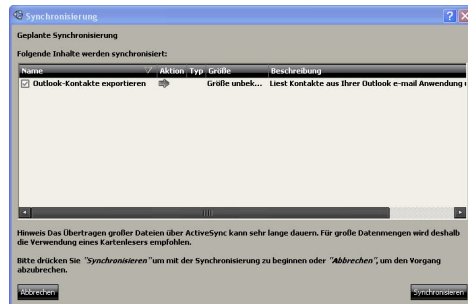 Synchronisierung
Geplante Synchronisierung
Folgende Inhalte werden synchronisiert:
Name Aktion Typ Größe Beschreibung
Outlook-Kontakte exportieren Größe unbek... Liest Kontakte aus Ihrer Outlook e-mail Anwendung
Hinweis Das Übertragen großer Dateien über ActiveSync kann sehr lange dauern. Für große Datenmengen wird deshalb
die Verwendung eines Kartenlesers empfohlen.
Bitte drücken Sie "Synchronisieren" um mit der Synchronisierung zu beginnen oder "Abbrechen", um den Vorgang
abzubrechen.
Abbrechen Synchronisieren